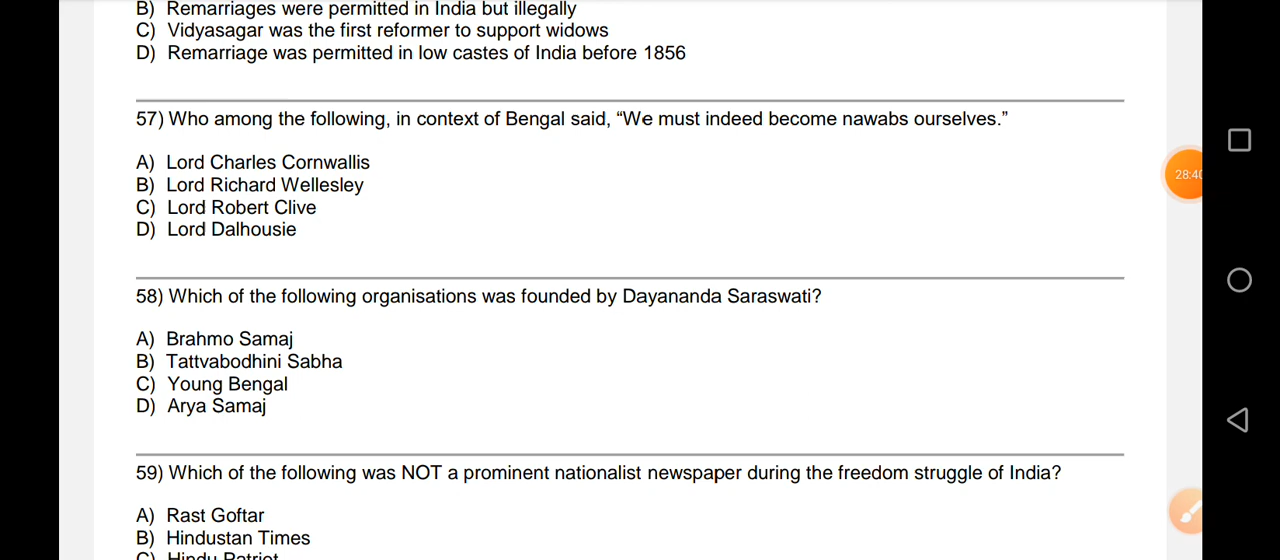 B) Remarriages were permitted in India but illegally
C) Vidyasagar was the first reformer to support widows
D) Remarriage was permitted in low castes of India before 1856
57) Who among the following, in context of Bengal said, “We must indeed become nawabs ourselves.”
A) Lord Charles Cornwallis
B) Lord Richard Wellesley
C) Lord Robert Clive
D) Lord Dalhousie
28:40
58) Which of the following organisations was founded by Dayananda Saraswati?
A) Brahmo Samaj
B) Tattvabodhini Sabha
C) Young Bengal
D) Arya Samaj
59) Which of the following was NOT a prominent nationalist newspaper during the freedom struggle of India?
A) Rast Goftar
B) Hindustan Times
C) Hindu Patriot